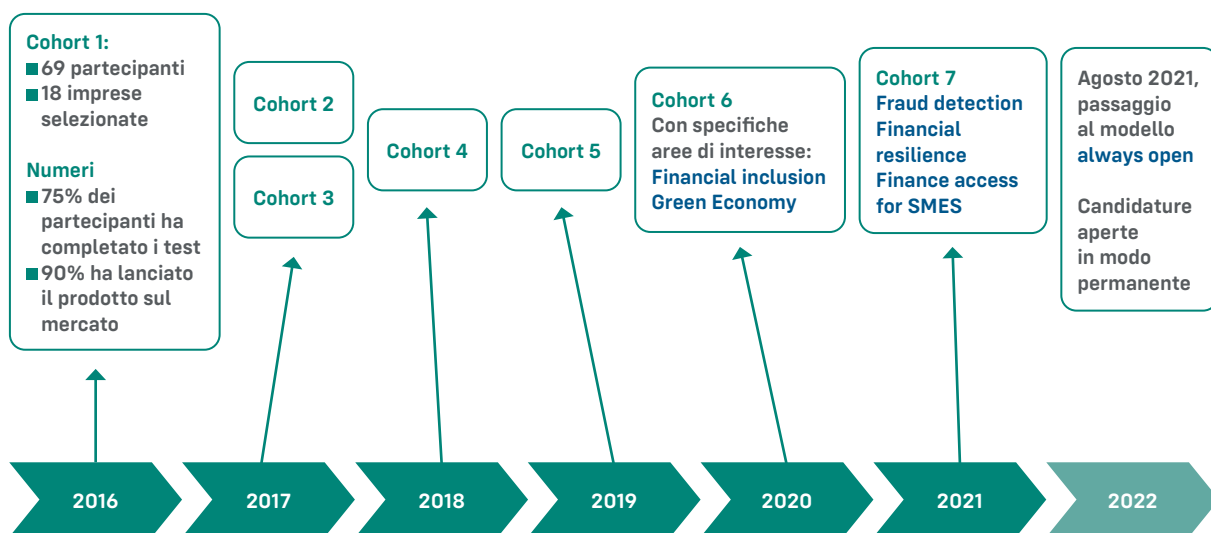 Cohort 1:
69 partecipanti
18 imprese
selezionate
Numeri
75% dei
partecipanti ha
completato i test
90% ha lanciato
il prodotto sul
mercato
Cohort 2
Cohort 3
Cohort 4
Cohort 5
Cohort 6
Con specifiche
aree di interesse:
Financial inclusion
Green Economy
Cohort 7
Fraud detection
Financial
resilience
Finance access
for SMES
Agosto 2021,
passaggio
al modello
always open
Candidature
aperte
in modo
permanente
2016
2017
2018
2019
2020
2021
2022